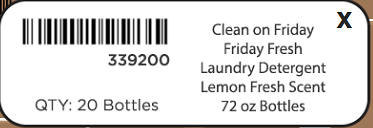 X
339200
QTY: 20 Bottles
Clean on Friday
Friday Fresh
Laundry Detergent
Lemon Fresh Scent
72 oz Bottles